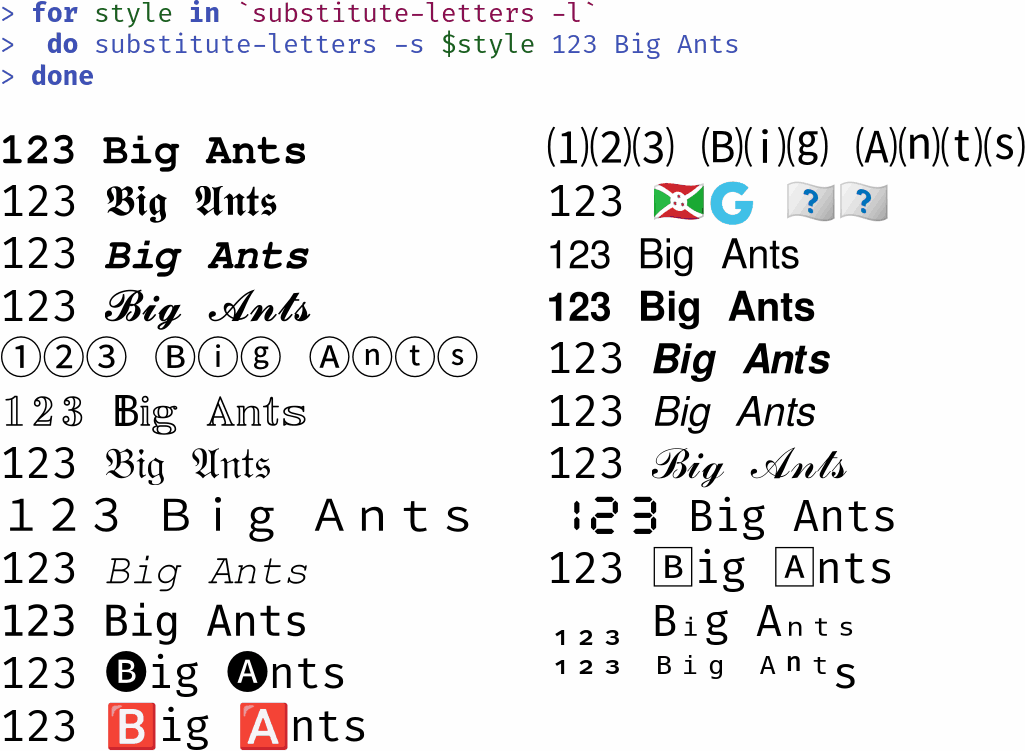 > for style in `substitute-letters -l`
>  do substitute-letters -s $style 123 Big Ants
> done
𝟭𝟮𝟯 𝐁𝐢𝐠 𝐀𝐧𝐭𝐬
123 𝕭𝖎𝖌 𝕬𝖓𝖙𝖘
123 𝑩𝒊𝒈 𝑨𝒏𝒕𝒔
123 𝓑𝓲𝓰 𝓐𝓷𝓽𝓼
①②③ Ⓑⓘⓖ Ⓐⓝⓣⓢ
𝟙𝟚𝟛 𝔹𝕚𝕘 𝔸𝕟𝕥𝕤
123 𝔅𝔦𝔤 𝔄𝔫𝔱𝔰
123 Big Ants
123 𝐵𝑖𝑔 𝐴𝑛𝑡𝑠
123 Big Ants
123 🅑ig 🅐nts
123 🅱ig 🅰nts
⑴⑵⑶ 🄑⒤⒢ 🄐⒩⒯⒮
123 🇧🇮🇬 🇦🇳🇹🇸
𝟣𝟤𝟥 𝖡𝗂𝗀 𝖠𝗇𝗍𝗌
𝟭𝟮𝟯 𝗕𝗶𝗴 𝗔𝗻𝘁𝘀
123 𝘽𝙞𝙜 𝘼𝙣𝙩𝙨
123 𝘉𝘪𝘨 𝘈𝘯𝘵𝘴
123 ℬ𝒾ℊ 𝒜𝓃𝓉𝓈
🯱🯲🯳 Big Ants
123 🄱ig 🄰nts
₁₂₃ Bᵢg Aₙₜₛ
¹²³ ᴮⁱᵍ ᴬⁿᵗs